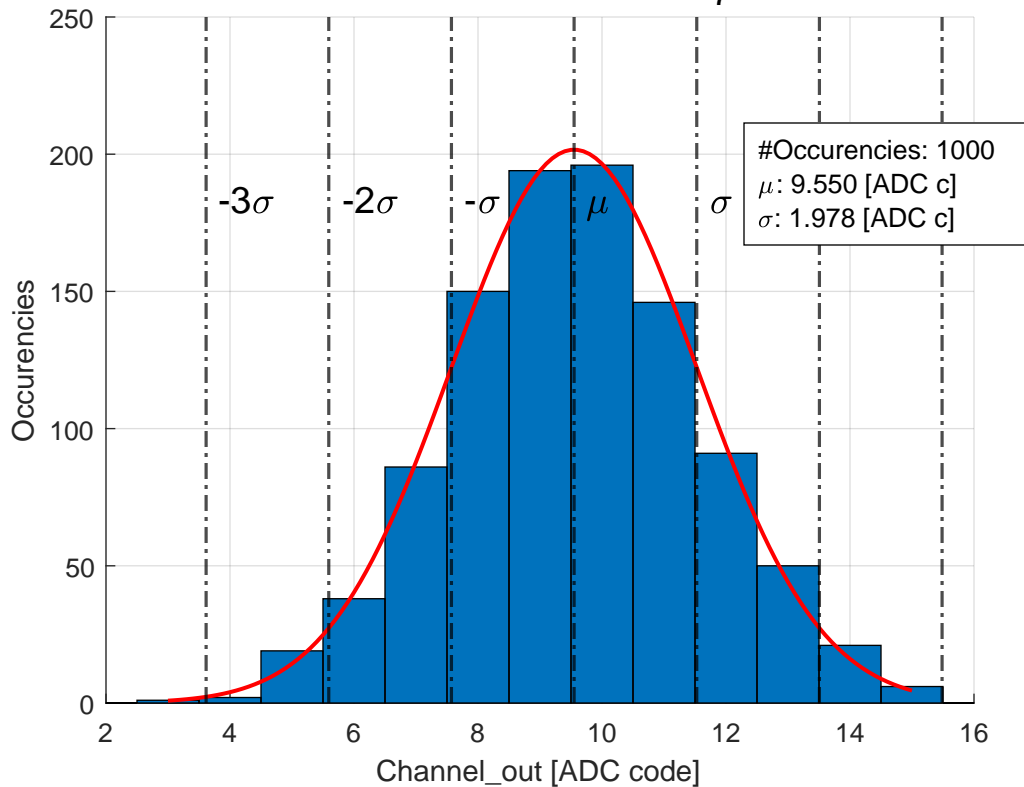 250
200
150
100
50
0
Occurencies
-3σ
-2σ
-σ
μ
σ
#Occurencies: 1000
μ: 9.550 [ADC c]
σ: 1.978 [ADC c]
2 4 6 8 10 12 14 16
Channel_out [ADC code]